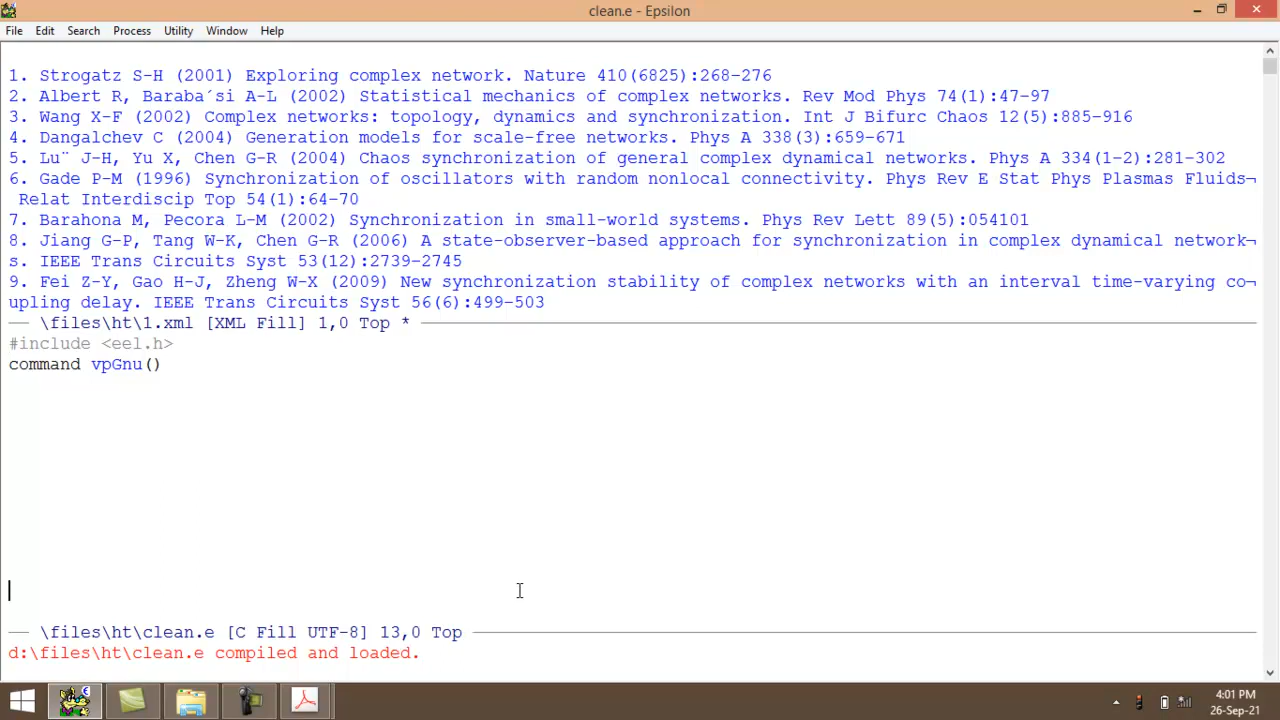 clean.e - Epsilon
File Edit Search Process Utility Window Help
1. Strogatz S-H (2001) Exploring complex network. Nature 410(6825):268-276
2. Albert R, Baraba´si A-L (2002) Statistical mechanics of complex networks. Rev Mod Phys 74(1):47-97
3. Wang X-F (2002) Complex networks: topology, dynamics and synchronization. Int J Bifurc Chaos 12(5):885-916
4. Dangalchev C (2004) Generation models for scale-free networks. Phys A 338(3):659-671
5. Lu¨ J-H, Yu X, Chen G-R (2004) Chaos synchronization of general complex dynamical networks. Phys A 334(1-2):281-302
6. Gade P-M (1996) Synchronization of oscillators with random nonlocal connectivity. Phys Rev E Stat Phys Plasmas Fluids¬
Relat Interdiscip Top 54(1):64-70
7. Barahona M, Pecora L-M (2002) Synchronization in small-world systems. Phys Rev Lett 89(5):054101
8. Jiang G-P, Tang W-K, Chen G-R (2006) A state-observer-based approach for synchronization in complex dynamical network¬
s. IEEE Trans Circuits Syst 53(12):2739-2745
9. Fei Z-Y, Gao H-J, Zheng W-X (2009) New synchronization stability of complex networks with an interval time-varying co¬
upling delay. IEEE Trans Circuits Syst 56(6):499-503
\files\ht\1.xml [XML Fill] 1,0 Top *
#include <eel.h>
command vpGnu()
\files\ht\clean.e [C Fill UTF-8] 13,0 Top
d:\files\ht\clean.e compiled and loaded.
4:01 PM
26-Sep-21